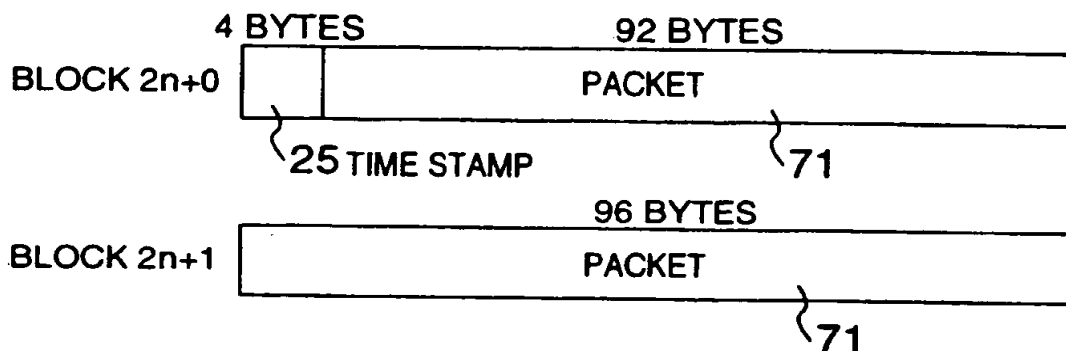 4 BYTES 92 BYTES
BLOCK 2n+0 PACKET
25 TIME STAMP 71
96 BYTES
BLOCK 2n+1 PACKET
71